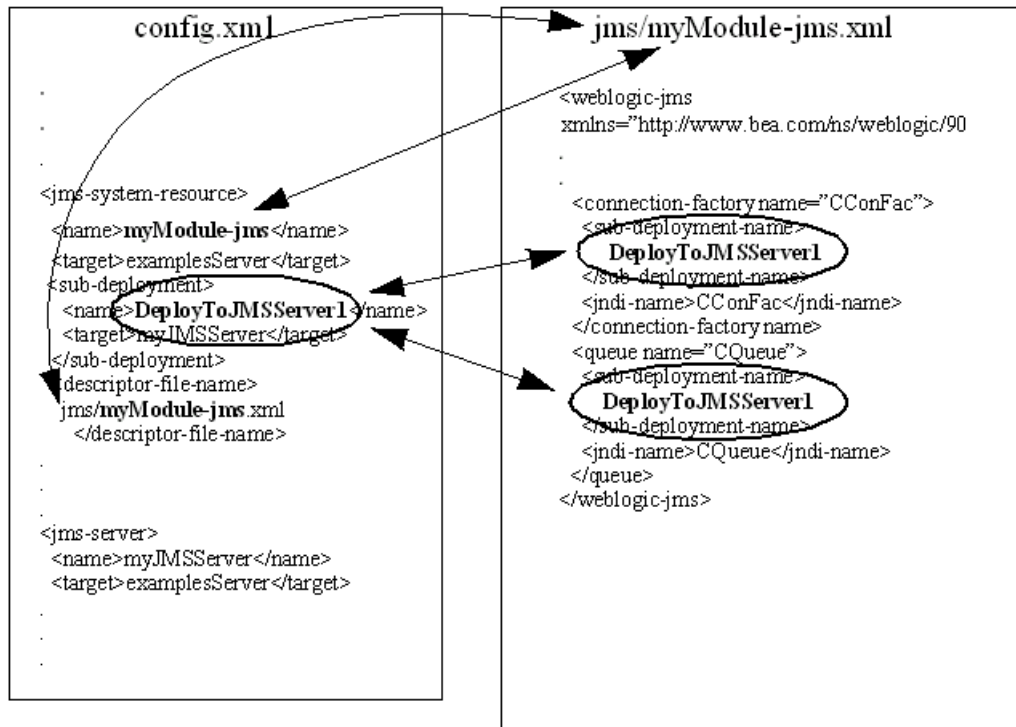 config.xml
.
.
.
<jms-system-resource>
<name>myModule-jms</name>
<target>examplesServer</target>
<sub-deployment>
<name>DeployToJMSServer1</name>
<target>myJMSServer</target>
</sub-deployment>
<descriptor-file-name>
jms/myModule-jms.xml
</descriptor-file-name>
.
.
.
<jms-server>
<name>myJMSServer</name>
<target>examplesServer</target>
.
.
.
jms/myModule-jms.xml
<weblogic-jms
xmlns="http://www.bea.com/ns/weblogic/90
.
.
<connection-factory name="CConFac">
<sub-deployment-name>
DeployToJMSServer1
</sub-deployment-name>
<jndi-name>CConFac</jndi-name>
</connection-factory name>
<queue name="CQueue">
<sub-deployment-name>
DeployToJMSServer1
</sub-deployment-name>
<jndi-name>CQueue</jndi-name>
</queue>
</weblogic-jms>